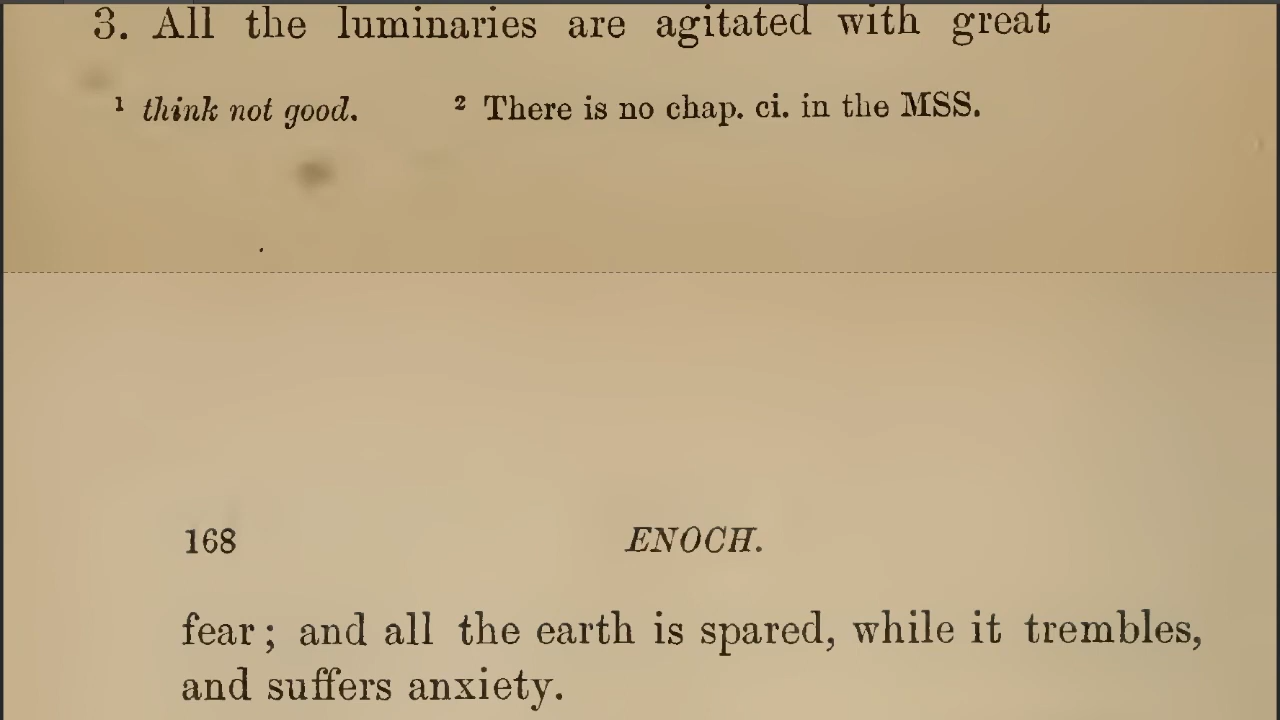 3. All the luminaries are agitated with great
¹ think not good. ² There is no chap. ci. in the MSS.
168 ENOCH.
fear; and all the earth is spared, while it trembles,
and suffers anxiety.